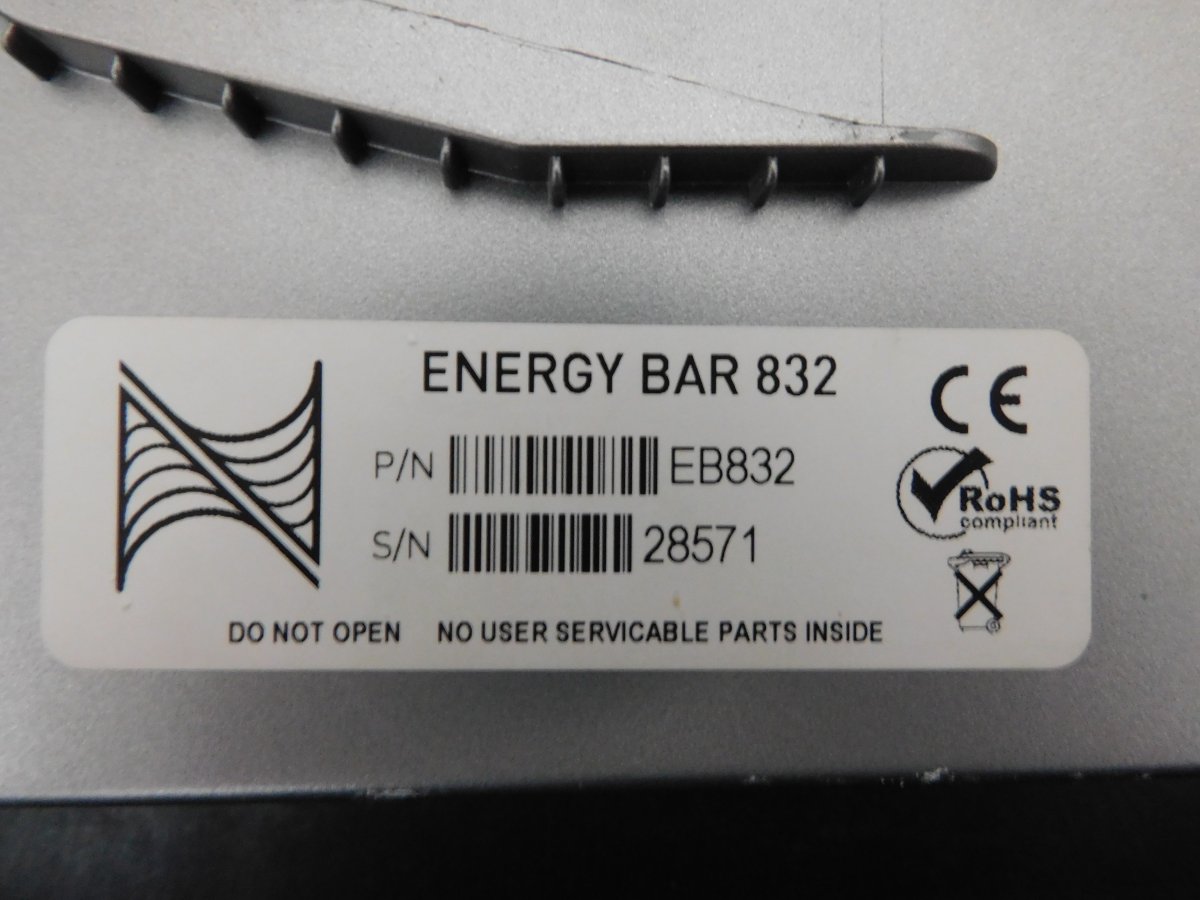 ENERGY BAR 832
P/N EB832
S/N 28571
CE
RoHS
compliant
DO NOT OPEN NO USER SERVICABLE PARTS INSIDE